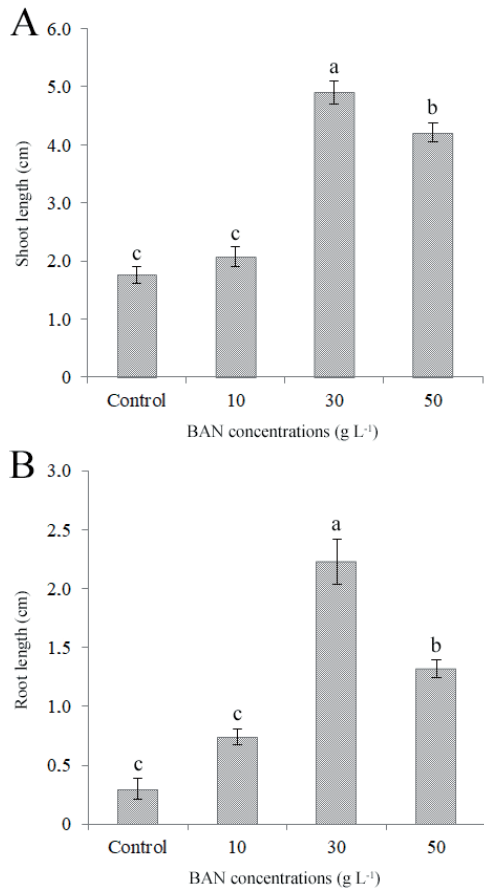 A
6.0
5.0
4.0
3.0
2.0
1.0
0
Shoot length (cm)
c
c
a
b
Control 10 30 50
BAN concentrations (g L⁻¹)
B
3.0
2.5
2.0
1.5
1.0
0.5
0
Root length (cm)
c
c
a
b
Control 10 30 50
BAN concentrations (g L⁻¹)